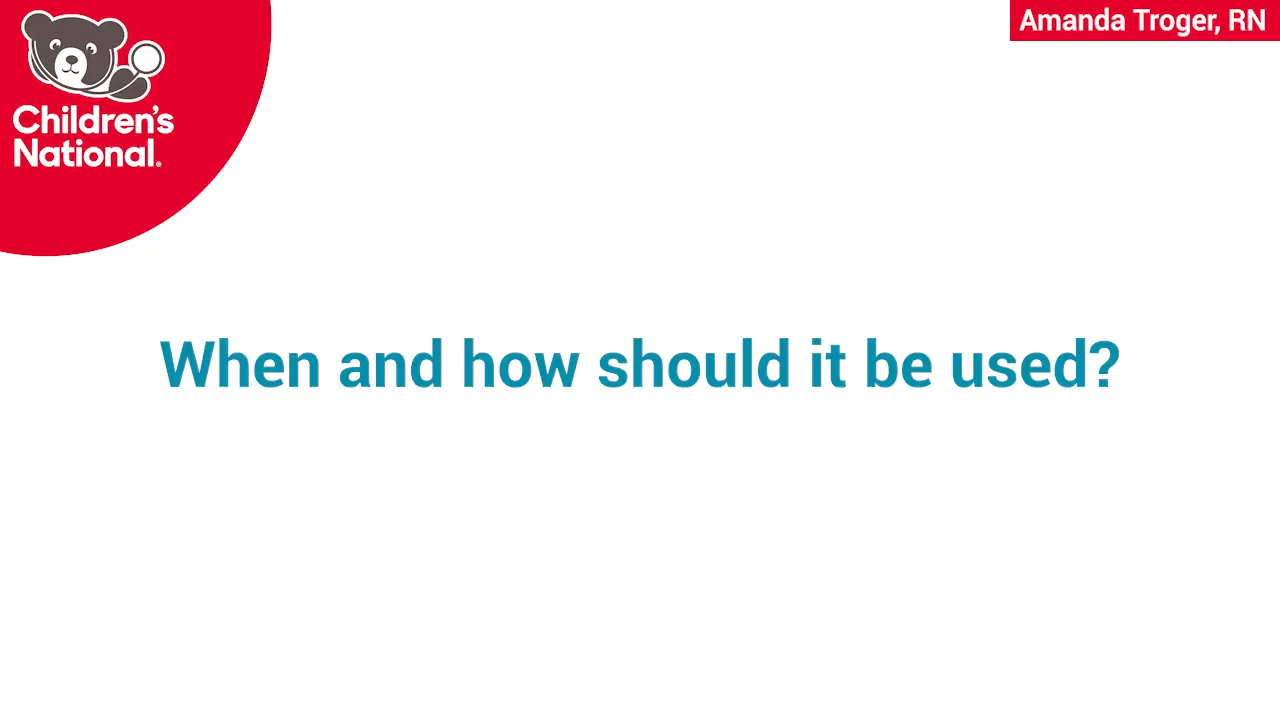 Amanda Troger, RN
Children's
National®
When and how should it be used?